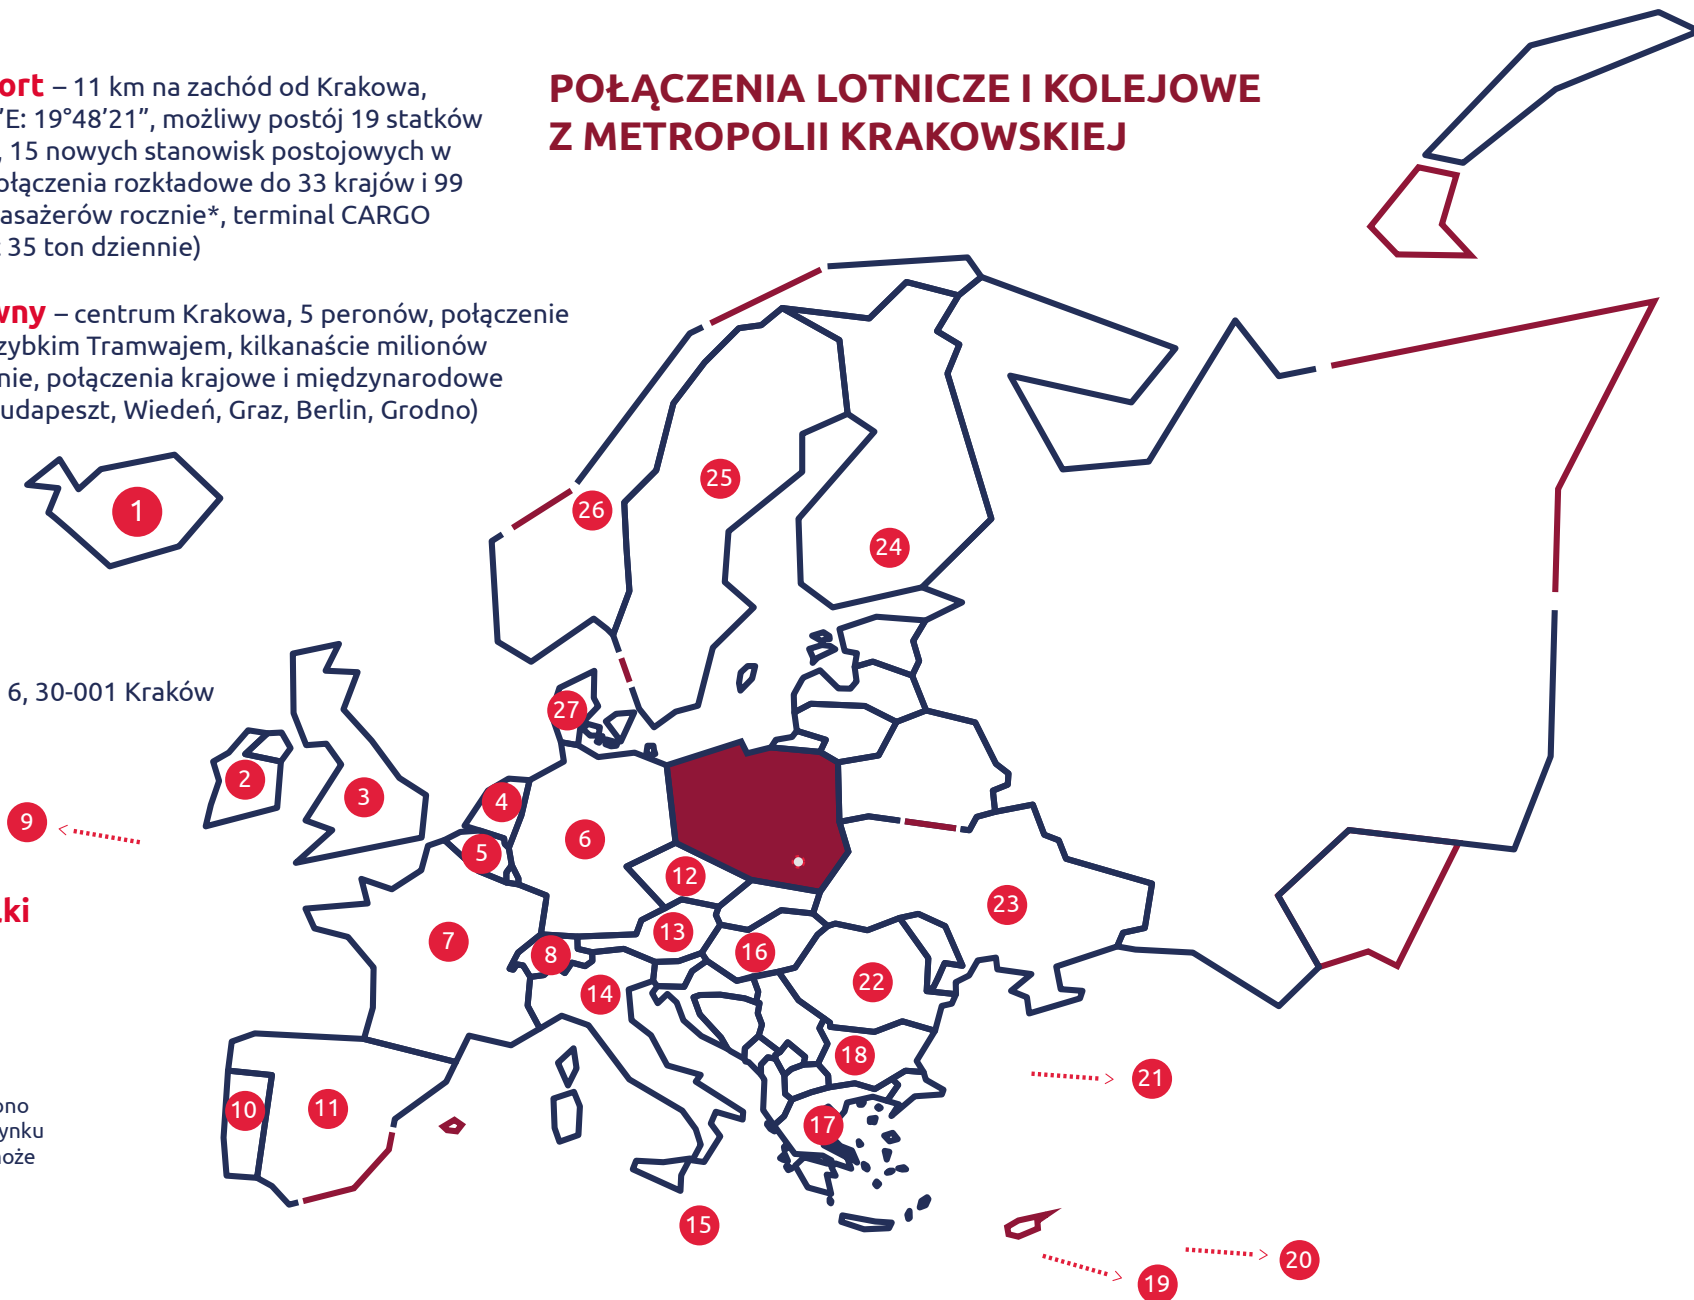 ort – 11 km na zachód od Krakowa,
”E: 19°48’21”, możliwy postój 19 statków
, 15 nowych stanowisk postojowych w
ołączenia rozkładowe do 33 krajów i 99
asażerów rocznie*, terminal CARGO
35 ton dziennie)
POŁĄCZENIA LOTNICZE I KOLEJOWE
Z METROPOLII KRAKOWSKIEJ
wny – centrum Krakowa, 5 peronów, połączenie
zybkim Tramwajem, kilkanaście milionów
nie, połączenia krajowe i międzynarodowe
udapeszt, Wiedeń, Graz, Berlin, Grodno)
6, 30-001 Kraków
ki
ono
ynku
może
1
2
3
4
5
6
7
8
9
10
11
12
13
14
15
16
17
18
19
20
21
22
23
24
25
26
27